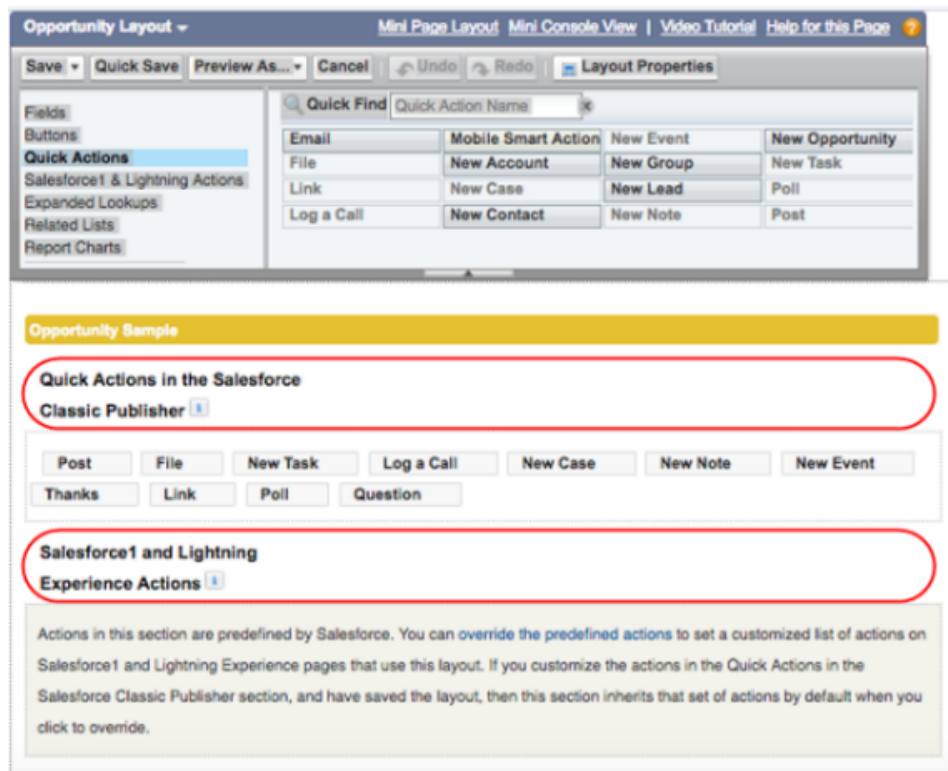 Opportunity Layout Mini Page Layout Mini Console View | Video Tutorial Help for this Page ?
Save Quick Save Preview As... Cancel Undo Redo Layout Properties
Fields
Buttons
Quick Actions
Salesforce1 & Lightning Actions
Expanded Lookups
Related Lists
Report Charts
Quick Find Quick Action Name
Email Mobile Smart Action New Event New Opportunity
File New Account New Group New Task
Link New Case New Lead Poll
Log a Call New Contact New Note Post
Opportunity Sample
Quick Actions in the Salesforce
Classic Publisher i
Post File New Task Log a Call New Case New Note New Event
Thanks Link Poll Question
Salesforce1 and Lightning
Experience Actions i
Actions in this section are predefined by Salesforce. You can override the predefined actions to set a customized list of actions on
Salesforce1 and Lightning Experience pages that use this layout. If you customize the actions in the Quick Actions in the
Salesforce Classic Publisher section, and have saved the layout, then this section inherits that set of actions by default when you
click to override.